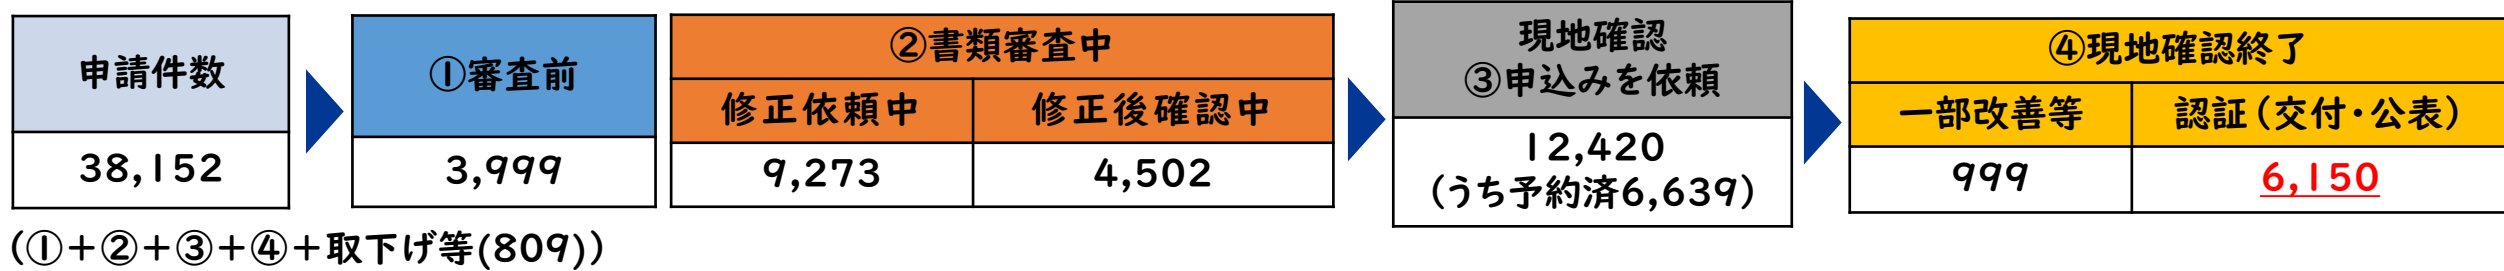 申請件数
38,152
①審査前
3,999
②書類審査中
修正依頼中
修正後確認中
9,273
4,502
現地確認
③申込みを依頼
12,420
(うち予約済6,639)
④現地確認終了
一部改善等
認証(交付・公表)
999
6,150
(①+②+③+④+取下げ等(809))